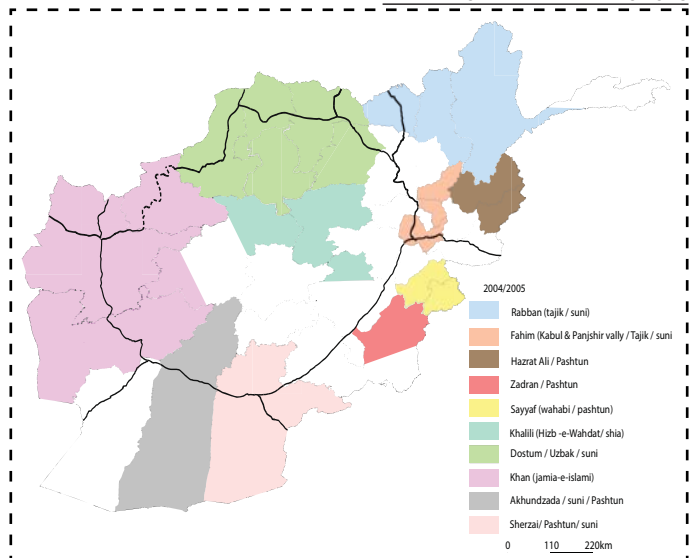 2004/2005
Rabban (tajik / suni)
Fahim (Kabul & Panjshir vally / Tajik / suni
Hazrat Ali / Pashtun
Zadran / Pashtun
Sayyaf (wahabi / pashtun)
Khalili (Hizb -e-Wahdat/ shia)
Dostum / Uzbak / suni
Khan (jamia-e-islami)
Akhundzada / suni / Pashtun
Sherzai/ Pashtun/ suni
0 110 220km